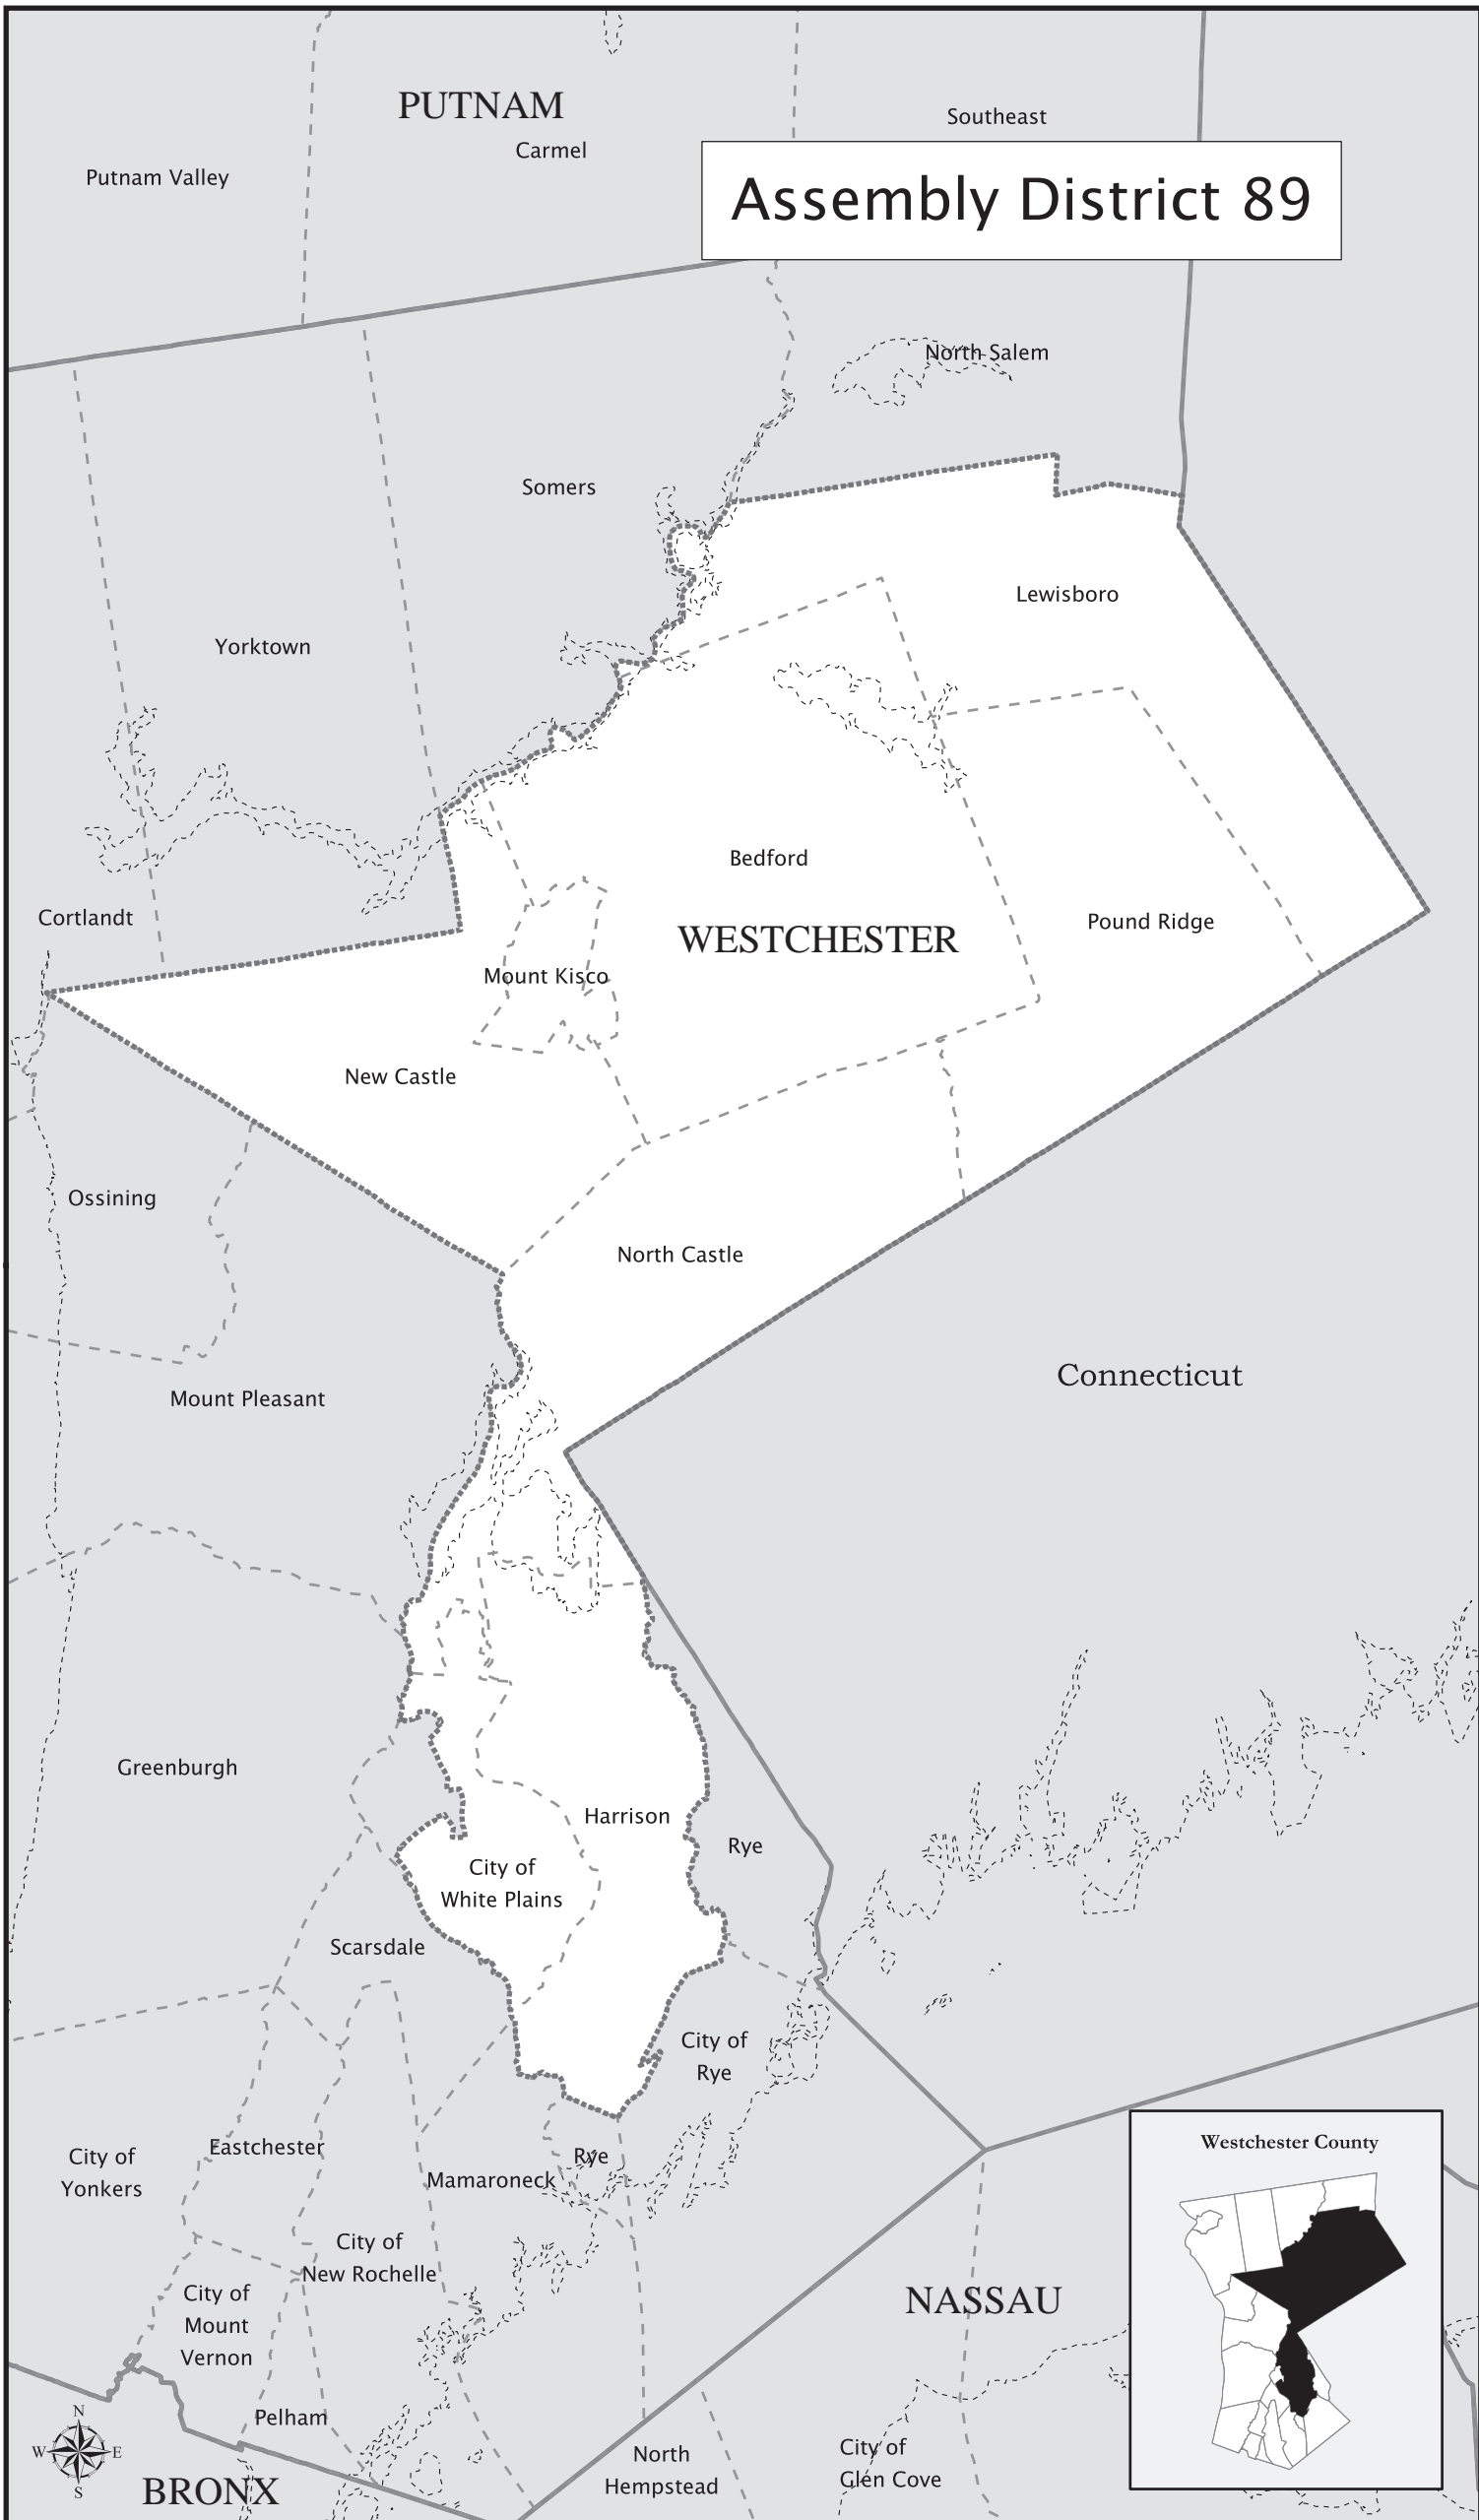 PUTNAM
Southeast
Carmel
Putnam Valley
Assembly District 89
North Salem
Somers
Lewisboro
Yorktown
Bedford
Cortlandt
Pound Ridge
WESTCHESTER
Mount Kisco
New Castle
Ossining
North Castle
Connecticut
Mount Pleasant
Greenburgh
Harrison
Rye
City of
White Plains
Scarsdale
City of
Rye
Eastchester
City of
Yonkers
Rye
Mamaroneck
Westchester County
City of
New Rochelle
City of
Mount
Vernon
NASSAU
Pelham
N
W E
S
City of
Glen Cove
North
Hempstead
BRONX